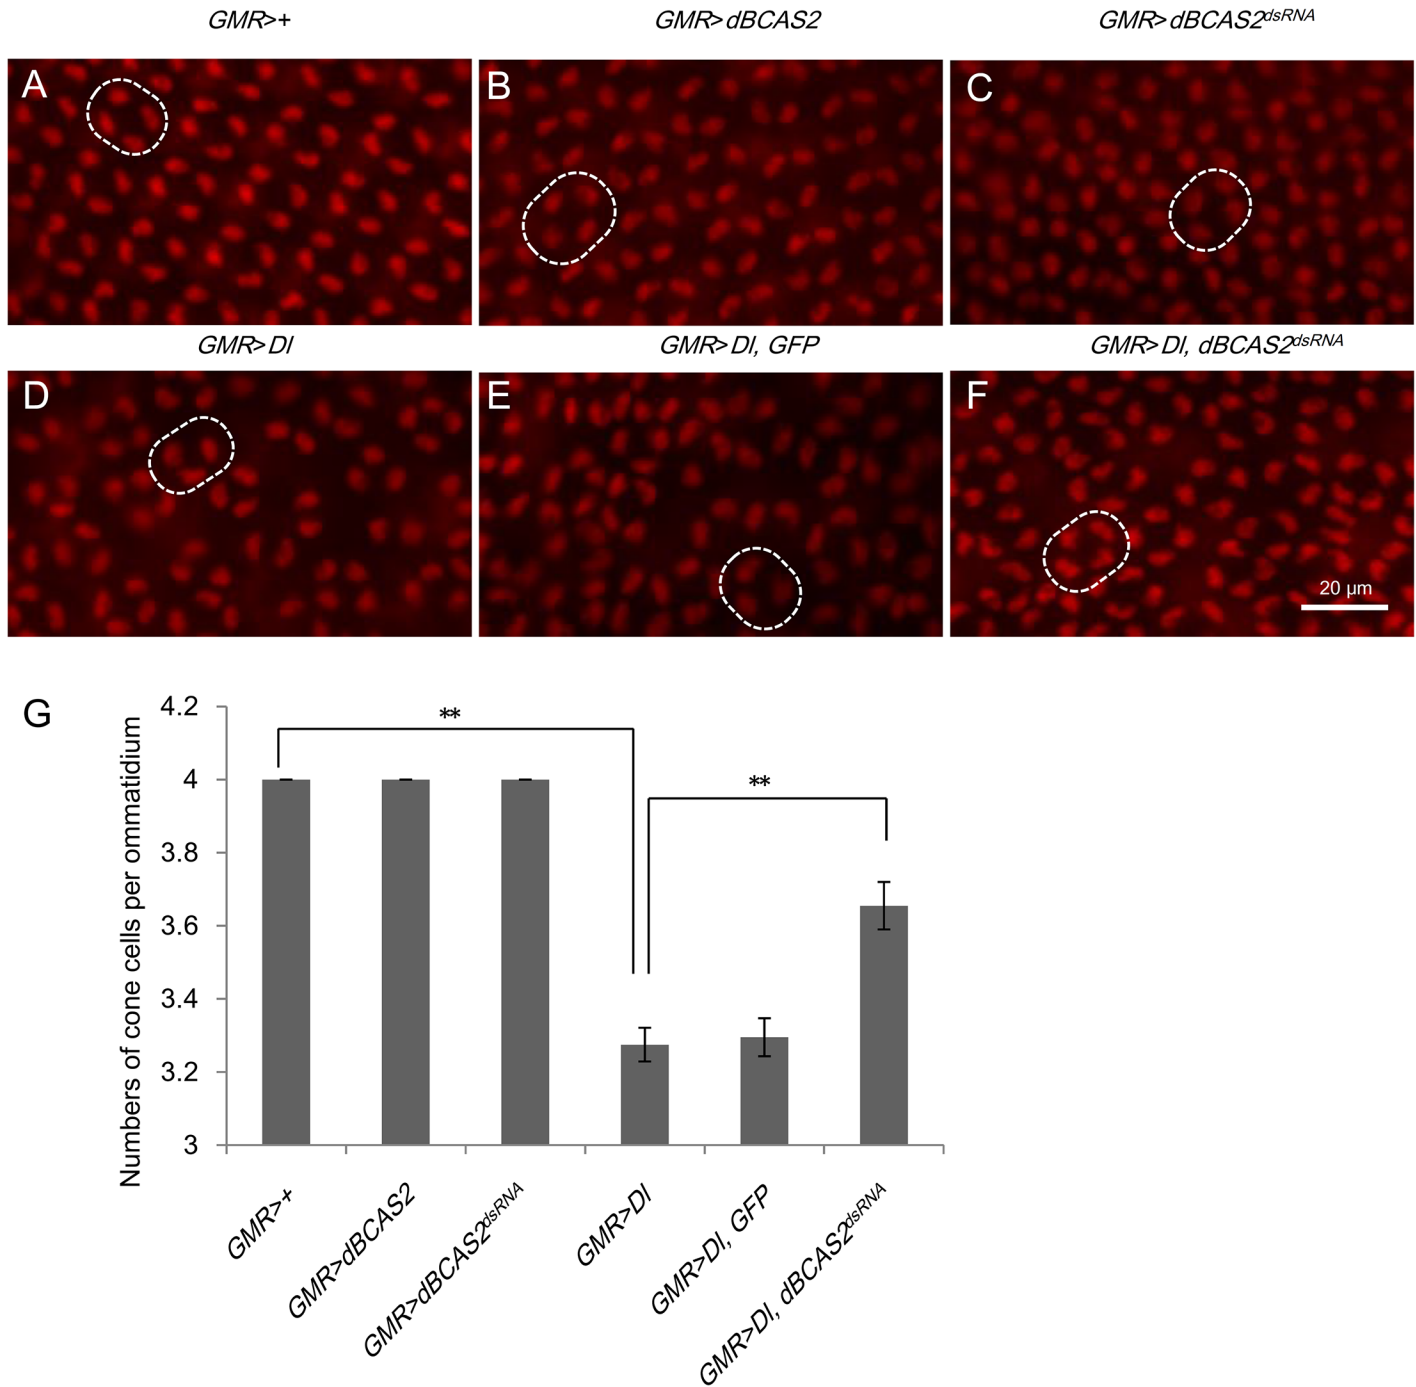 GMR>+ GMR>dBCAS2 GMR>dBCAS2dsRNA
A B C
GMR>Dl GMR>Dl, GFP GMR>Dl, dBCAS2dsRNA
D E F
20 μm
G
Numbers of cone cells per ommatidium
4.2
4
3.8
3.6
3.4
3.2
3
**
**
GMR>+
GMR>dBCAS2
GMR>dBCAS2dsRNA
GMR>Dl
GMR>Dl, GFP
GMR>Dl, dBCAS2dsRNA